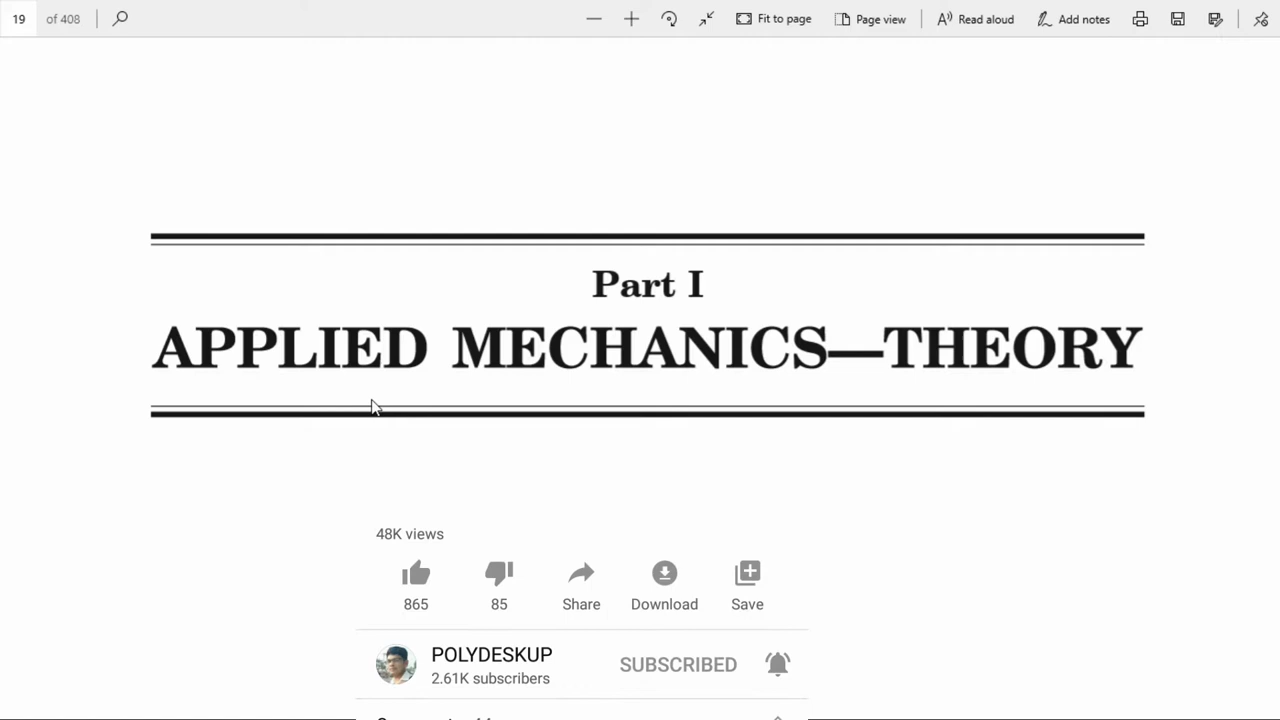 19 of 408 Fit to page Page view Read aloud Add notes
Part I
APPLIED MECHANICS—THEORY
48K views
865 85 Share Download Save
POLYDESKUP
2.61K subscribers
SUBSCRIBED